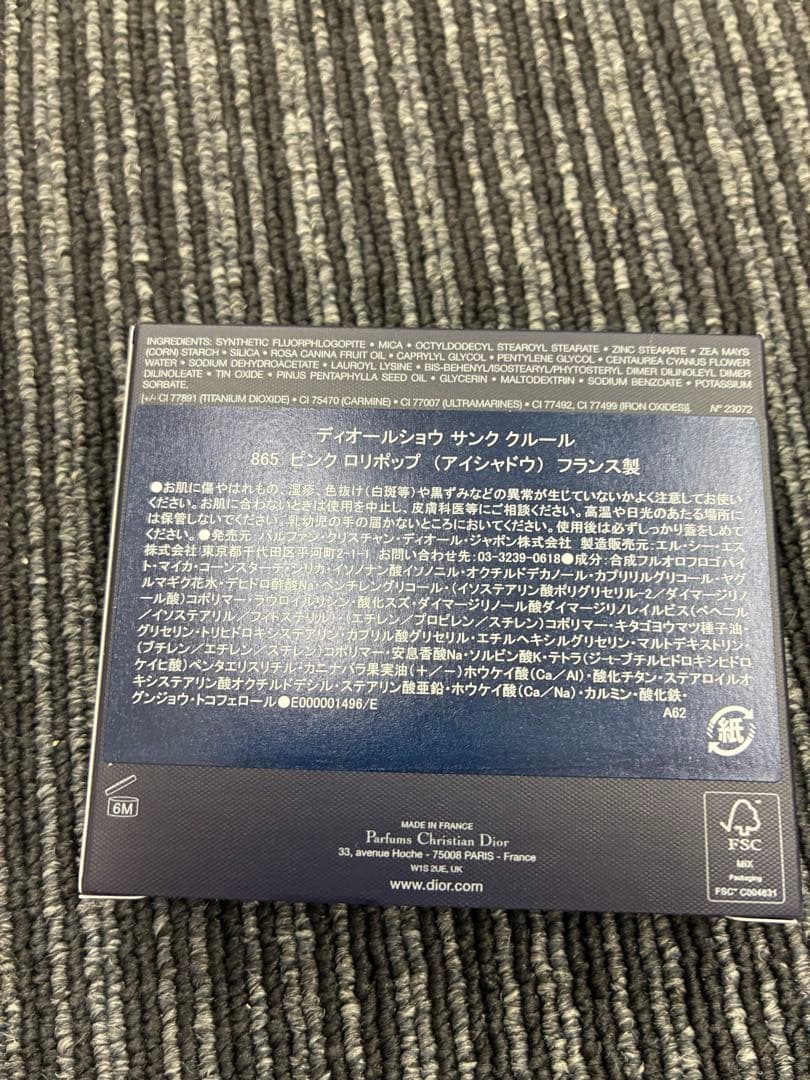 INGREDIENTS: SYNTHETIC FLUORPHLOGOPITE • MICA • OCTYLDODECYL STEAROYL STEARATE • ZINC STEARATE • ZEA MAYS
(CORN) STARCH • SILICA • ROSA CANINA FRUIT OIL • CAPRYLYL GLYCOL • PENTYLENE GLYCOL • CENTAUREA CYANUS FLOWER
WATER • SODIUM DEHYDROACETATE • LAUROYL LYSINE • BIS-BEHENYL/ISOSTEARYL/PHYTOSTERYL DIMER DILINOLEYL DIMER
DILINOLEATE • TIN OXIDE • PINUS PENTAPHYLLA SEED OIL • GLYCERIN • MALTODEXTRIN • SODIUM BENZOATE • POTASSIUM
SORBATE.
[+/- CI 77891 (TITANIUM DIOXIDE) • CI 75470 (CARMINE) • CI 77007 (ULTRAMARINES) • CI 77492, CI 77499 (IRON OXIDES)]. N° 23072
ディオールショウ サンク クルール
865 ピンク ロリポップ (アイシャドウ) フランス製
●お肌に傷やはれもの、湿疹、色抜け(白斑等)や黒ずみなどの異常が生じていないかよく注意してお使い
ください。お肌に合わないときは使用を中止し、皮膚科医等にご相談ください。高温や日光のあたる場所に
は保管しないでください。乳幼児の手の届かないところにおいてください。使用後は必ずしっかり蓋をしめて
ください。●発売元・パルファン・クリスチャン・ディオール・ジャポン株式会社 製造販売元:エル・シー・エス
株式会社 東京都千代田区平河町2-1-1 お問い合わせ先:03-3239-0618●成分:合成フルオロフロゴパイ
ト・マイカ・コーンスターチ・シリカ・イソノナン酸イソノニル・オクチルドデカノール・カプリリルグリコール・ヤグ
ルマギク花水・デヒドロ酢酸Na・ペンチレングリコール・(イソステアリン酸ポリグリセリル-2/ダイマージリノ
ール酸)コポリマー・ラウロイルリシン・酸化スズ・ダイマージリノール酸ダイマージリノレイルビス(ベヘニル
/イソステアリル/フィトステリル)・(エチレン/プロピレン/スチレン)コポリマー・キタゴヨウマツ種子油・
グリセリン・トリヒドロキシステアリン・カプリル酸グリセリル・エチルヘキシルグリセリン・マルトデキストリン・
(ブチレン/エチレン/スチレン)コポリマー・安息香酸Na・ソルビン酸K・テトラ(ジ-t-ブチルヒドロキシヒドロ
ケイヒ酸)ペンタエリスリチル・カニナバラ果実油(+/-)ホウケイ酸(Ca/Al)・酸化チタン・ステアロイルオ
キシステアリン酸オクチルドデシル・ステアリン酸亜鉛・ホウケイ酸(Ca/Na)・カルミン・酸化鉄・
グンジョウ・トコフェロール●E000001496/E A62
紙
6M
MADE IN FRANCE
Parfums Christian Dior
33, avenue Hoche - 75008 PARIS - France
W1S 2UE, UK
www.dior.com
FSC
MIX
Packaging
FSC™ C004631